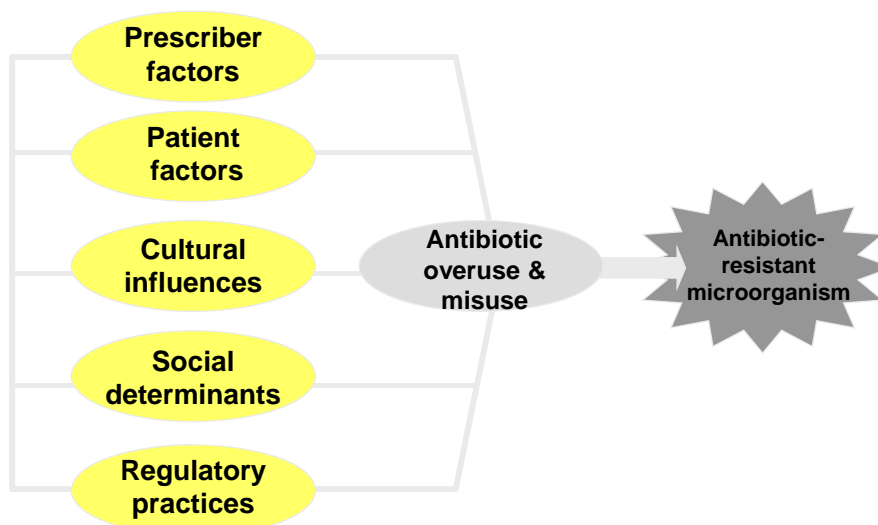 Prescriber
factors
Patient
factors
Cultural
influences
Social
determinants
Regulatory
practices
Antibiotic
overuse &
misuse
Antibiotic-
resistant
microorganism